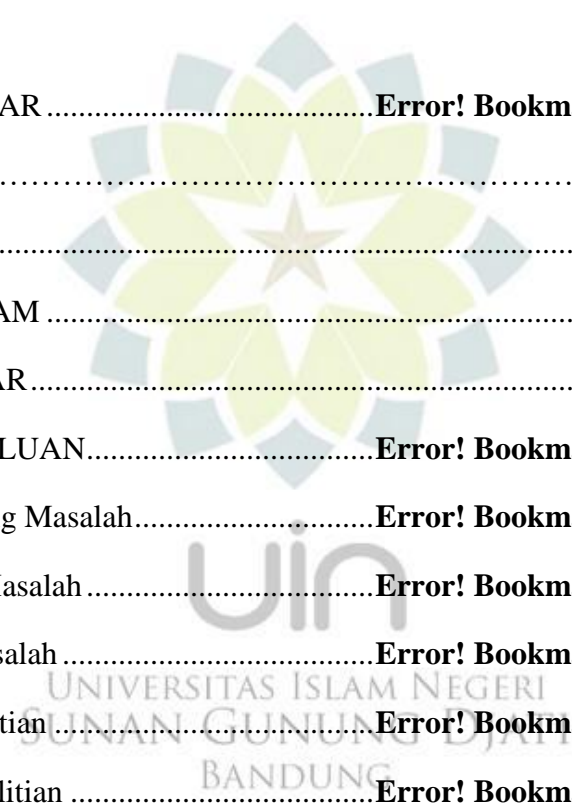 AR ........................................Error! Bookm
................................................................
................................................................
AM ................................................................
AR ................................................................
LUAN....................................Error! Bookm
g Masalah..............................Error! Bookm
Masalah ....................................Error! Bookm
salah .......................................Error! Bookm
tian .........................................Error! Bookm
litian ......................................Error! Bookm
uin
UNIVERSITAS ISLAM NEGERI
SUNAN GUNUNG DJATI
BANDUNG